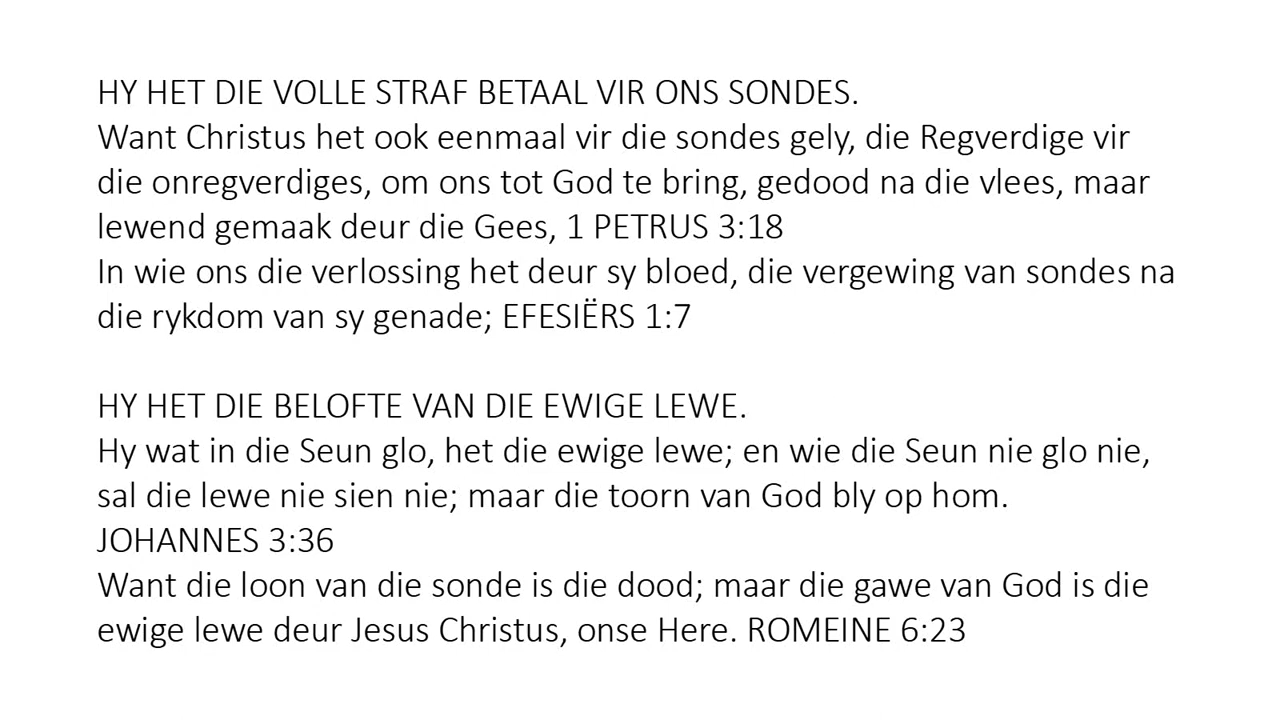 HY HET DIE VOLLE STRAF BETAAL VIR ONS SONDES.
Want Christus het ook eenmaal vir die sondes gely, die Regverdige vir
die onregverdiges, om ons tot God te bring, gedood na die vlees, maar
lewend gemaak deur die Gees, 1 PETRUS 3:18
In wie ons die verlossing het deur sy bloed, die vergewing van sondes na
die rykdom van sy genade; EFESIËRS 1:7
HY HET DIE BELOFTE VAN DIE EWIGE LEWE.
Hy wat in die Seun glo, het die ewige lewe; en wie die Seun nie glo nie,
sal die lewe nie sien nie; maar die toorn van God bly op hom.
JOHANNES 3:36
Want die loon van die sonde is die dood; maar die gawe van God is die
ewige lewe deur Jesus Christus, onse Here. ROMEINE 6:23